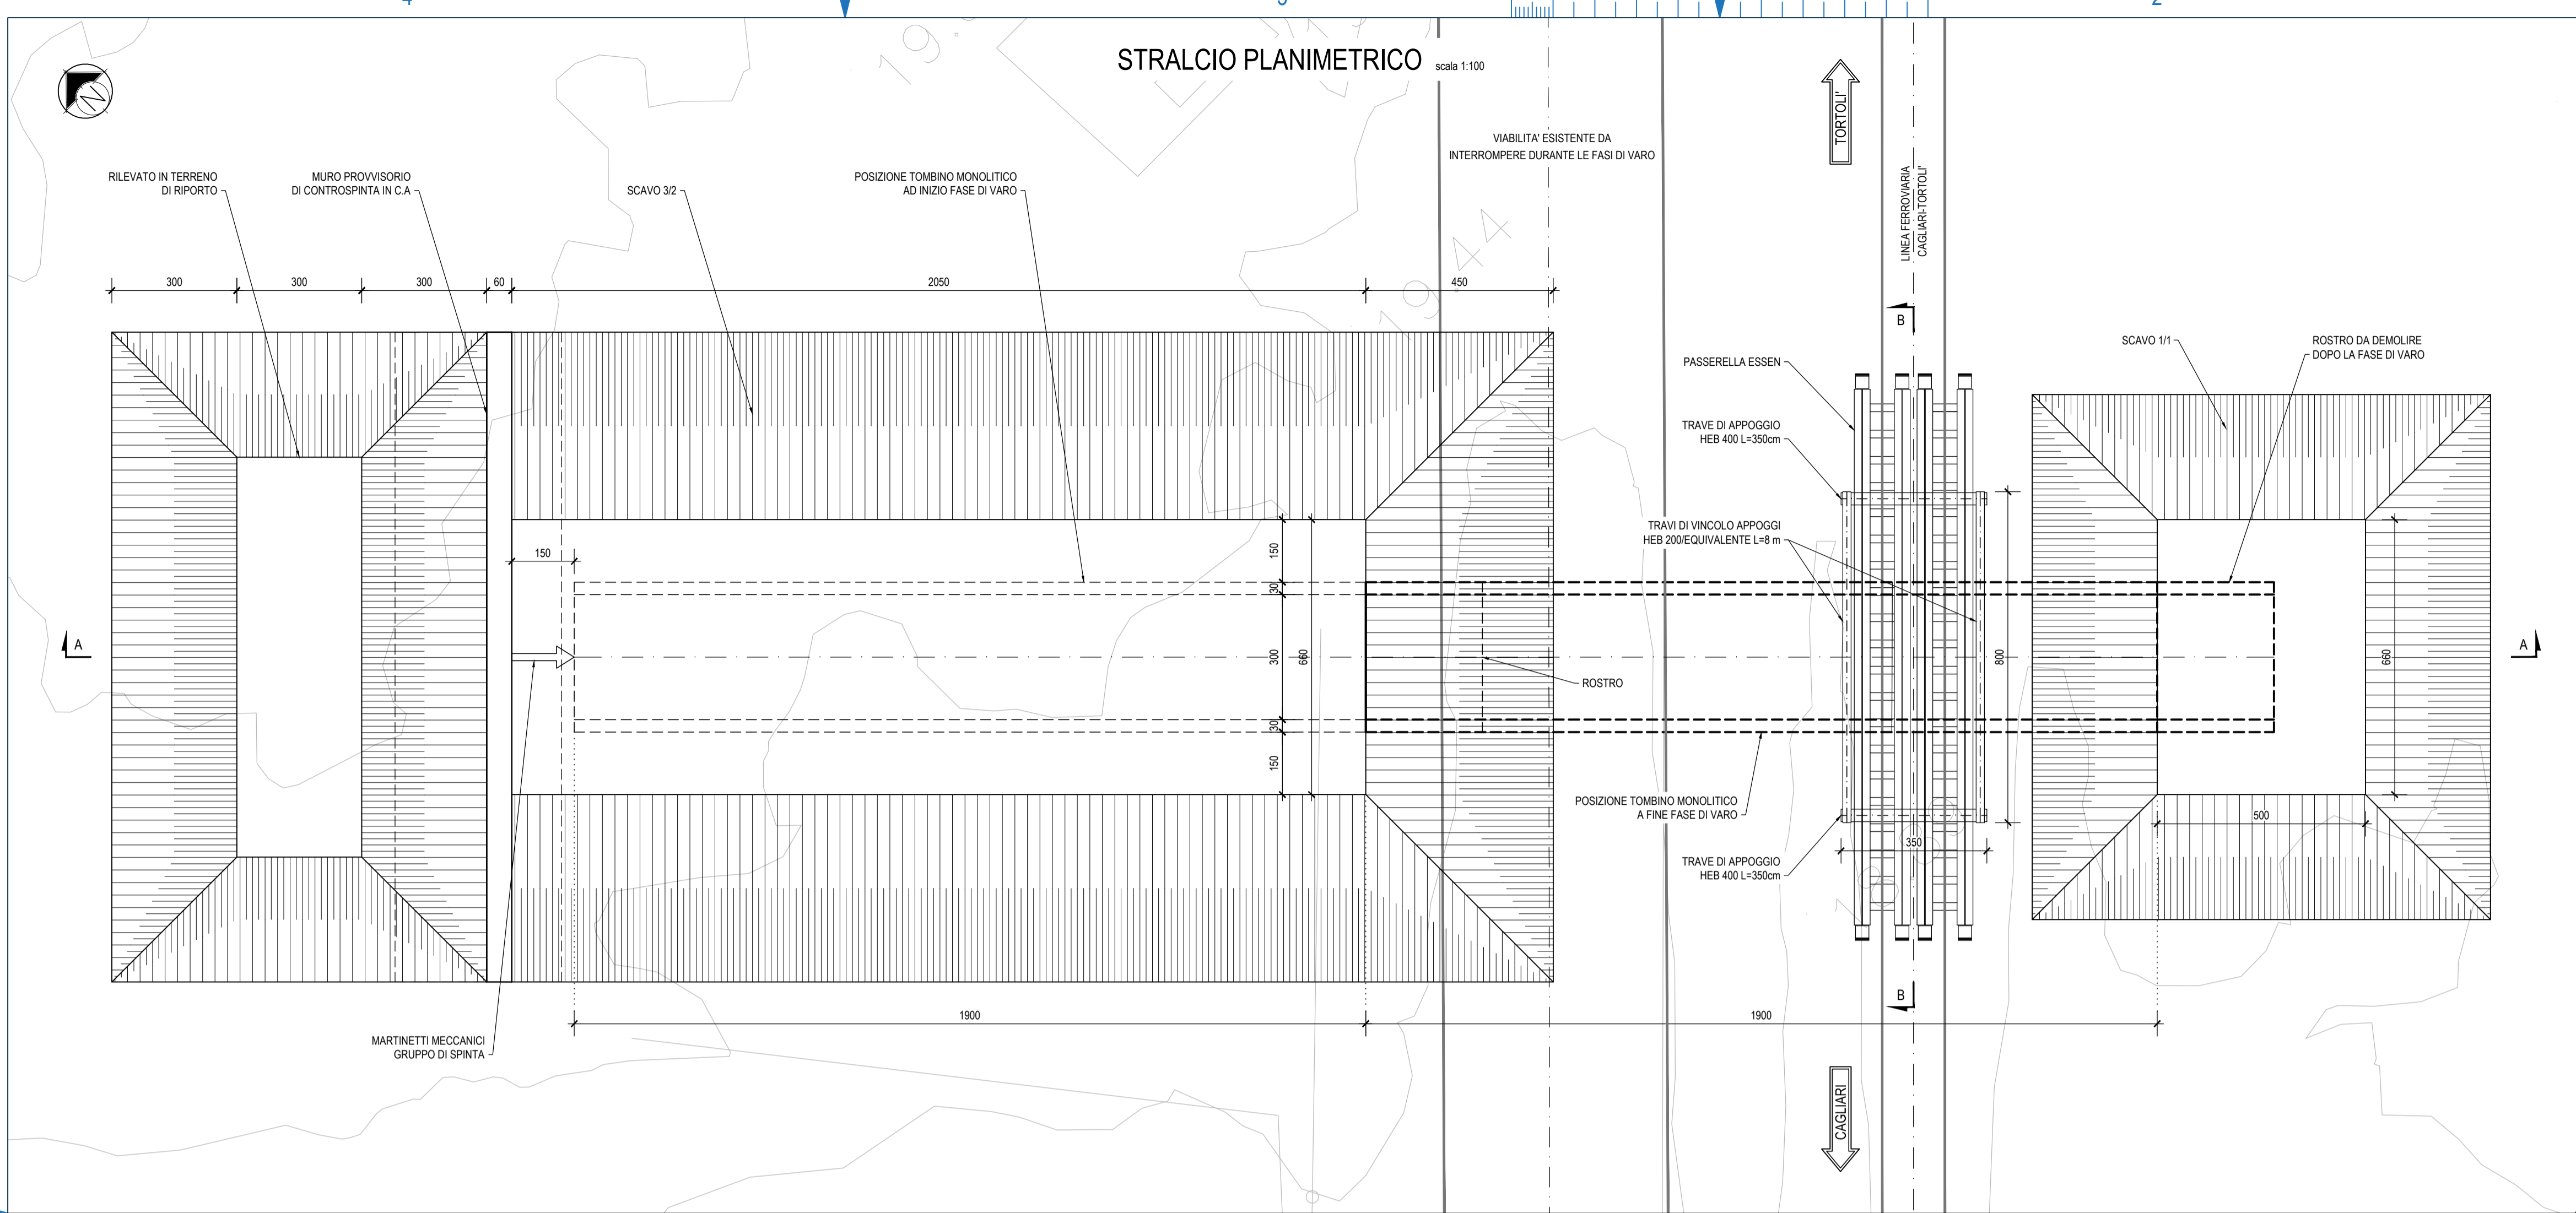 STRALCIO PLANIMETRICO scala 1:100
TORTOLI'
VIABILITA' ESISTENTE DA
INTERROMPERE DURANTE LE FASI DI VARO
LINEA FERROVIARIA
CAGLIARI-TORTOLI'
RILEVATO IN TERRENO
DI RIPORTO
MURO PROVVISORIO
DI CONTROSPINTA IN C.A
SCAVO 3/2
POSIZIONE TOMBINO MONOLITICO
AD INIZIO FASE DI VARO
19.44
300
300
300
60
2050
450
B
PASSERELLA ESSEN
SCAVO 1/1
ROSTRO DA DEMOLIRE
DOPO LA FASE DI VARO
TRAVE DI APPOGGIO
HEB 400 L=350cm
TRAVI DI VINCOLO APPOGGI
HEB 200/EQUIVALENTE L=8 m
150
150
30
300
660
30
150
A
800
660
A
ROSTRO
POSIZIONE TOMBINO MONOLITICO
A FINE FASE DI VARO
500
350
TRAVE DI APPOGGIO
HEB 400 L=350cm
B
1900
1900
MARTINETTI MECCANICI
GRUPPO DI SPINTA
CAGLIARI
N